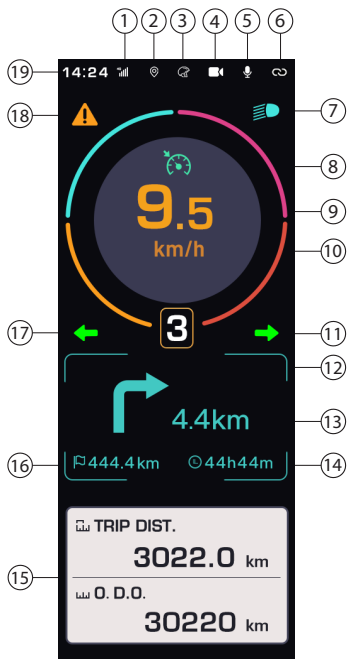 1 2 3 4 5 6
19 14:24
18 7
8
9.5 9
km/h 10
17 3 11
12
4.4km 13
16 444.4km 44h44m 14
TRIP DIST.
3022.0 km
15
O. D.O.
30220 km